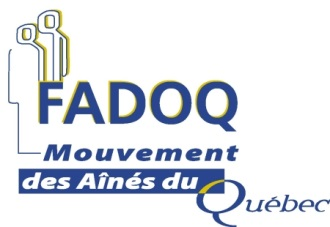 FADOQ
Mouvement
des Aînés du
Québec